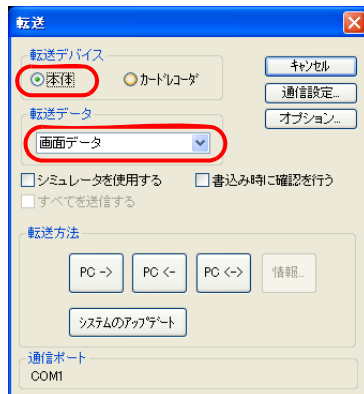 転送
転送デバイス
本体 カードレコーダ
キャンセル
通信設定...
オプション...
転送データ
画面データ
シミュレータを使用する 書込み時に確認を行う
すべてを送信する
転送方法
PC -> PC <- PC <-> 情報...
システムのアップデート
通信ポート
COM1